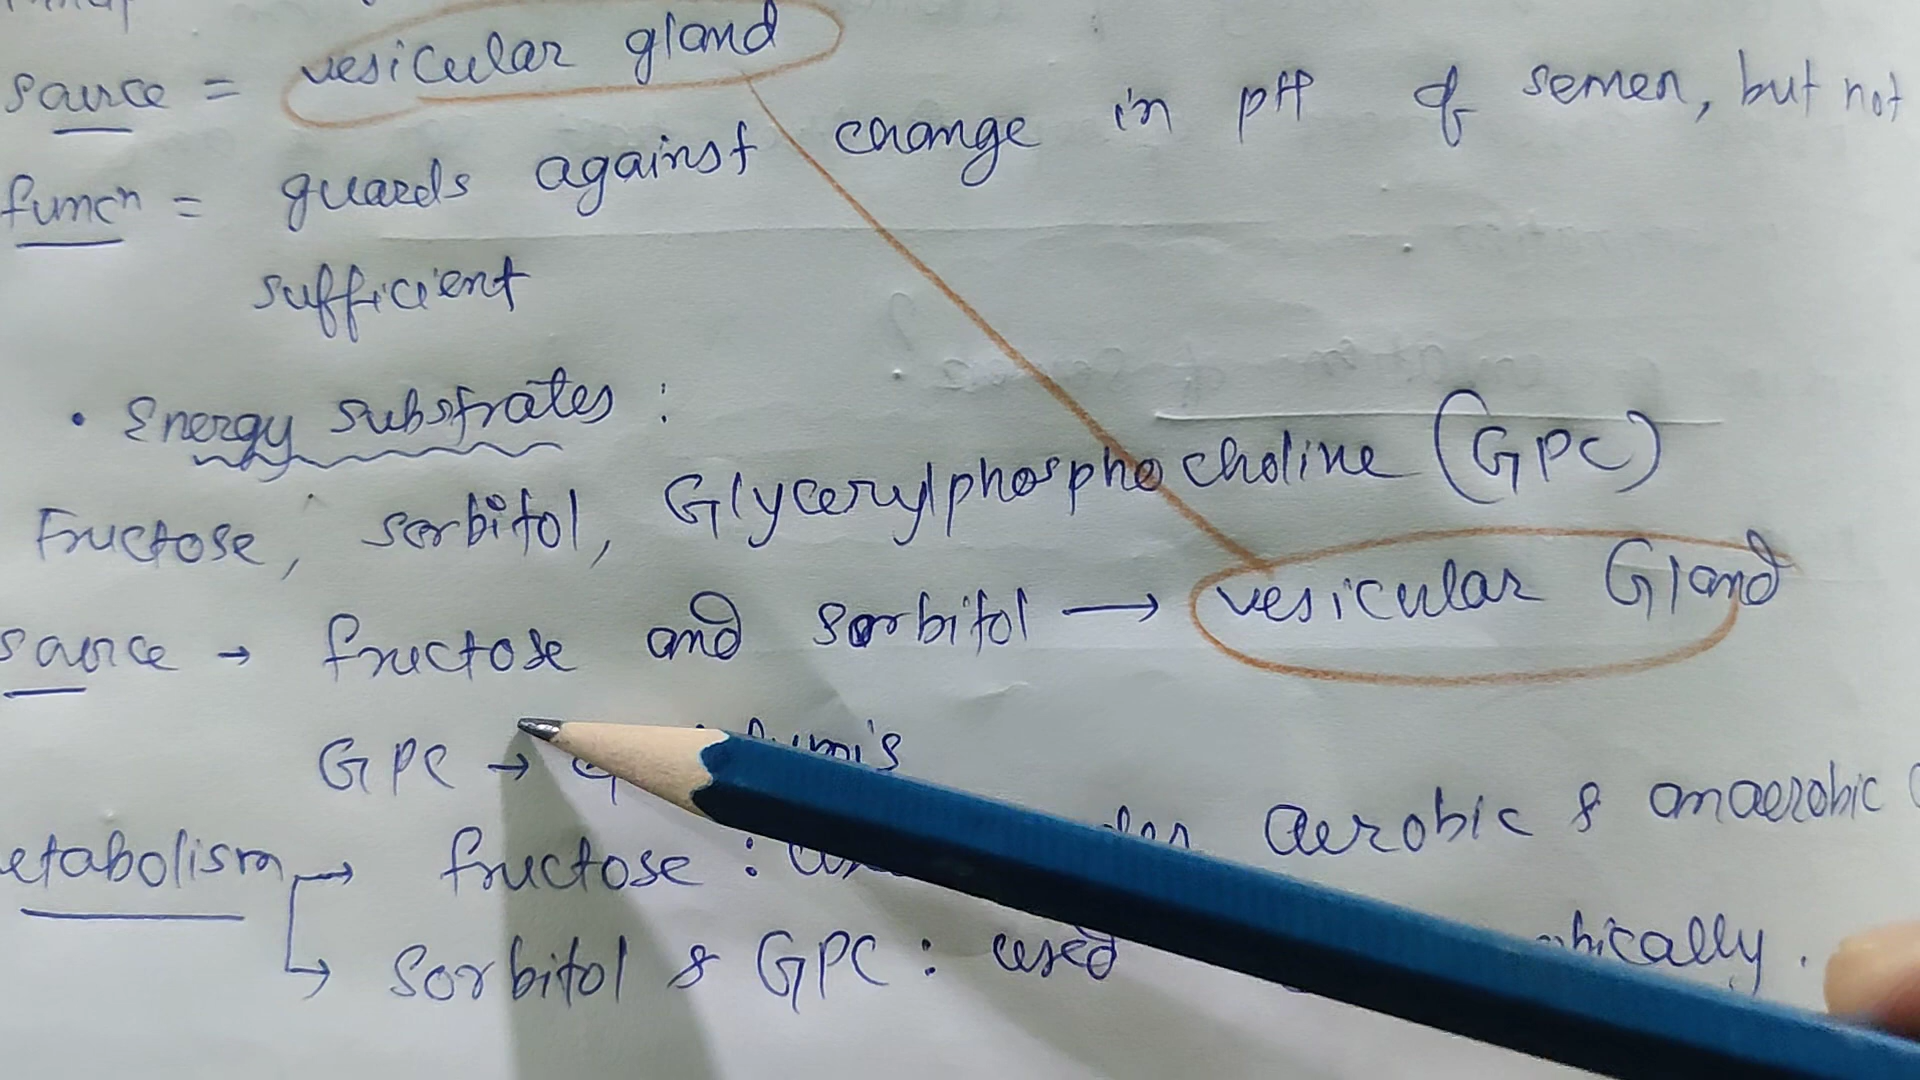 source = vesicular gland
funcn = guards against change in pH of semen, but not
sufficient
• Energy substrates :
Fructose, sorbitol, Glycerylphosphocholine (GPC)
source → fructose and sorbitol → vesicular Gland
GPC →
etabolism → fructose : aerobic & anaerobic
→ Sorbitol & GPC : used